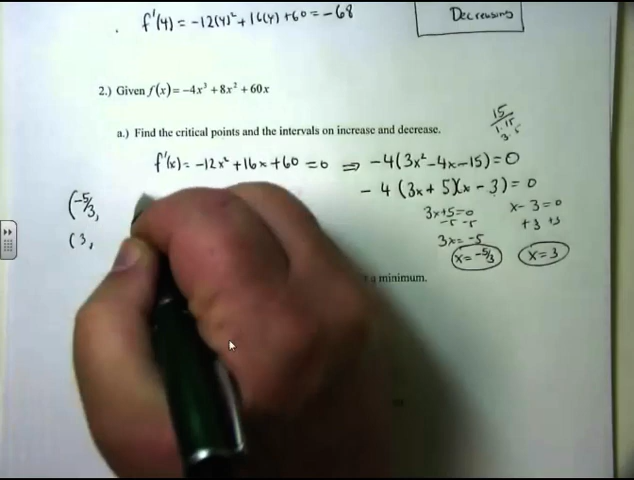 f'(4) = -12(4)² + 16(4) + 60 = -68
Decreasing
2.) Given f(x) = -4x³ + 8x² + 60x
15
1·15
3·5
a.) Find the critical points and the intervals on increase and decrease.
f'(x) = -12x² + 16x + 60 = 0 ⇒ -4(3x² - 4x - 15) = 0
- 4 (3x + 5)(x - 3) = 0
(-5/3,
3x+5=0
x - 3 = 0
-5 -5
+3 +3
(3,
3x = -5
x = -5/3
x = 3
a minimum.